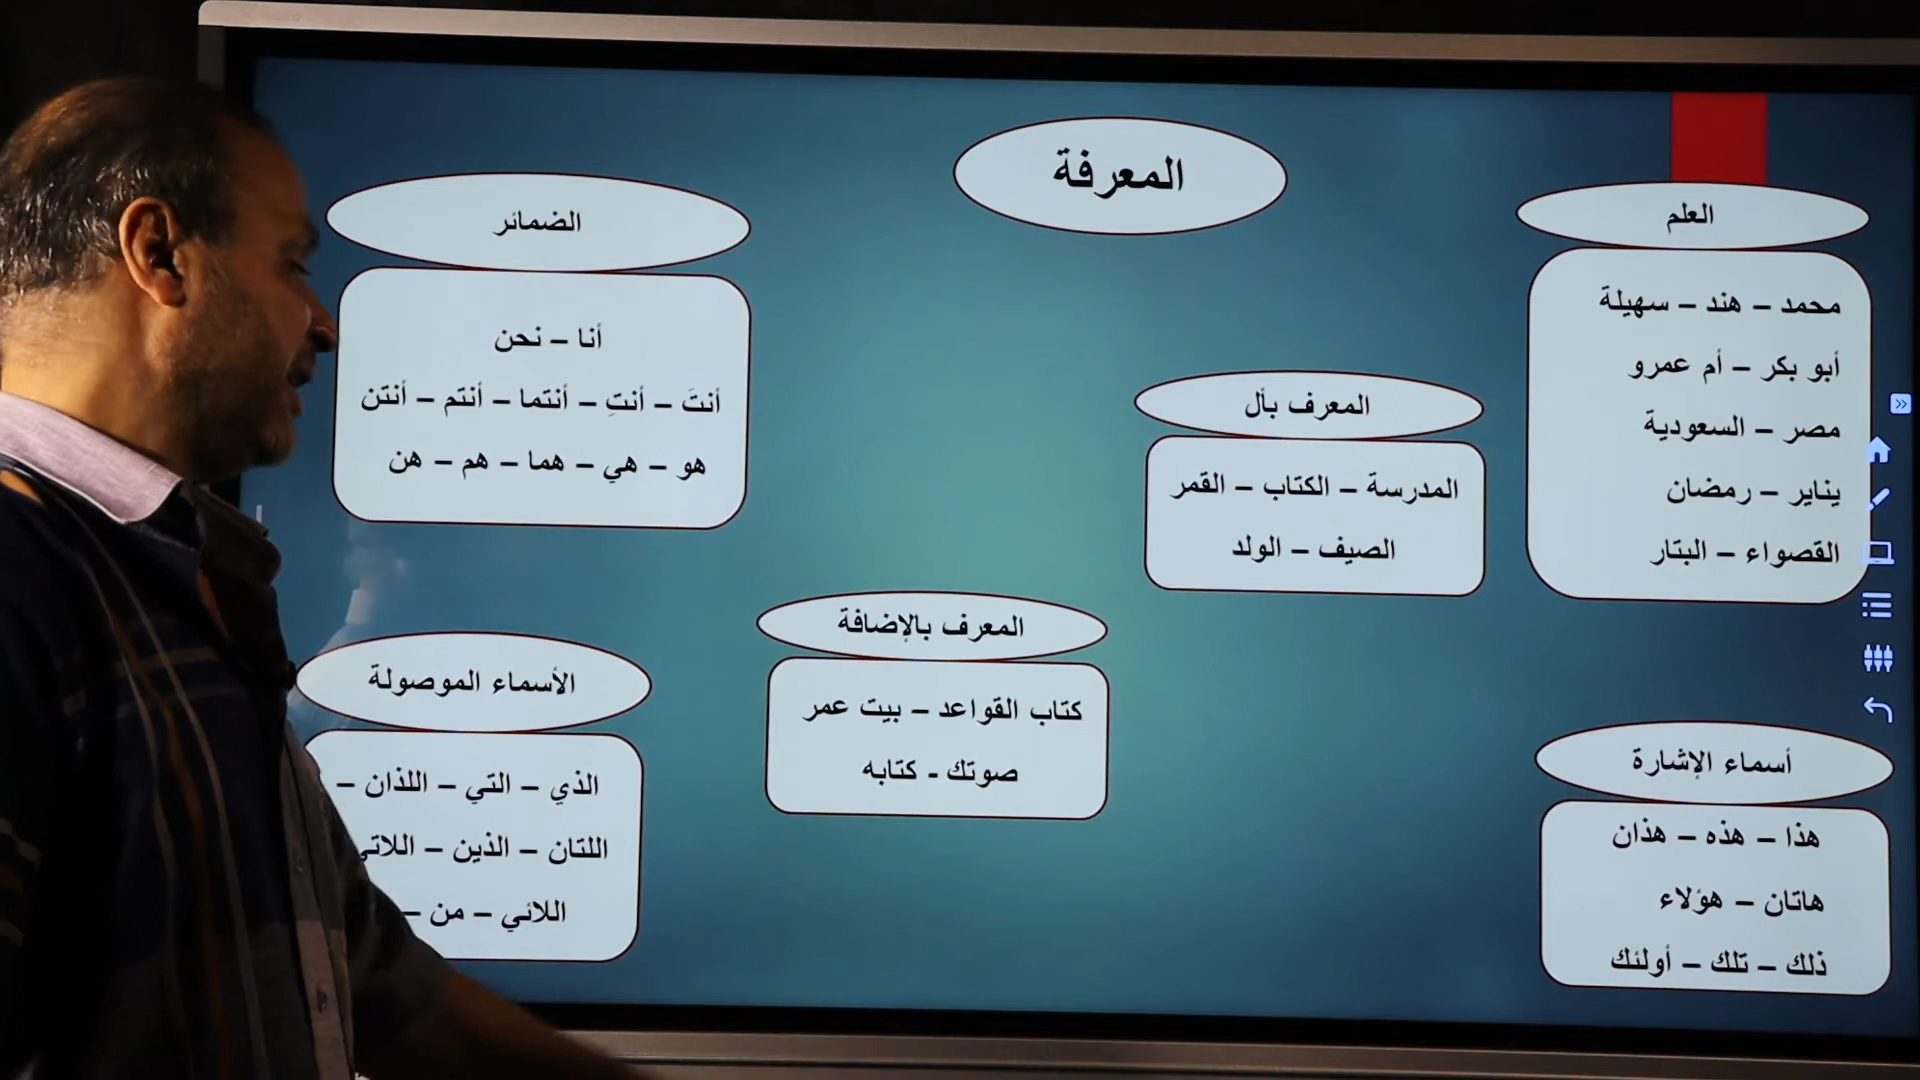 المعرفة
العلم
محمد – هند – سهيلة
أبو بكر – أم عمرو
مصر – السعودية
يناير – رمضان
القصواء – البتار
المعرف بأل
المدرسة – الكتاب – القمر
الصيف – الولد
الضمائر
أنا – نحن
أنتَ – أنتِ – أنتما – أنتم – أنتن
هو – هي – هما – هم – هن
المعرف بالإضافة
كتاب القواعد – بيت عمر
صوتك - كتابه
أسماء الإشارة
هذا – هذه – هذان
هاتان – هؤلاء
ذلك – تلك – أولئك
الأسماء الموصولة
الذي – التي – اللذان –
اللتان – الذين – اللاتي
اللائي – من –